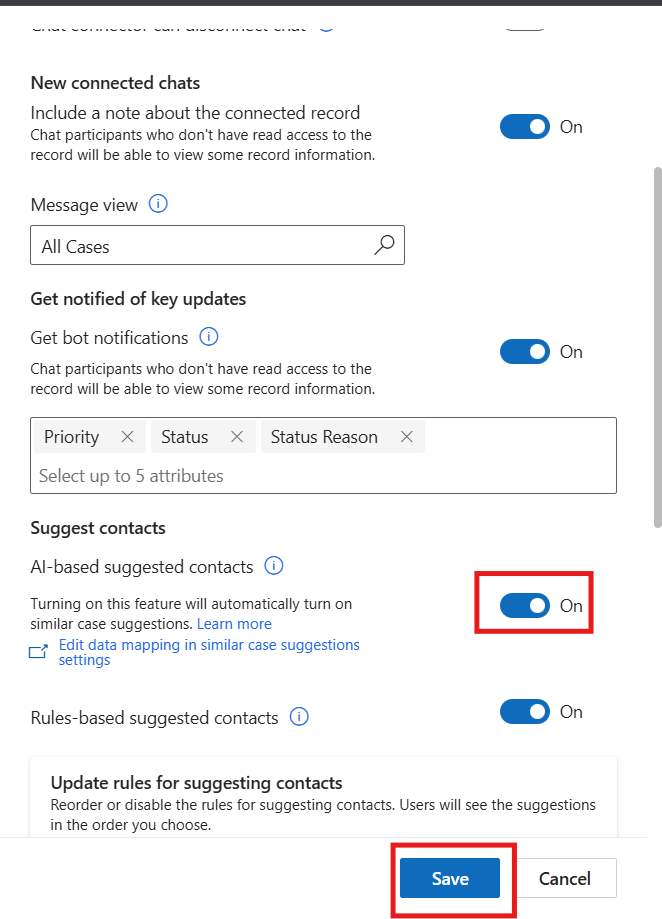 Chat connector can disconnect chat
New connected chats
Include a note about the connected record
On
Chat participants who don't have read access to the
record will be able to view some record information.
Message view
All Cases
Get notified of key updates
Get bot notifications
On
Chat participants who don't have read access to the
record will be able to view some record information.
Priority Status Status Reason
Select up to 5 attributes
Suggest contacts
AI-based suggested contacts
Turning on this feature will automatically turn on
On
similar case suggestions. Learn more
Edit data mapping in similar case suggestions
settings
Rules-based suggested contacts
On
Update rules for suggesting contacts
Reorder or disable the rules for suggesting contacts. Users will see the suggestions
in the order you choose.
Save Cancel